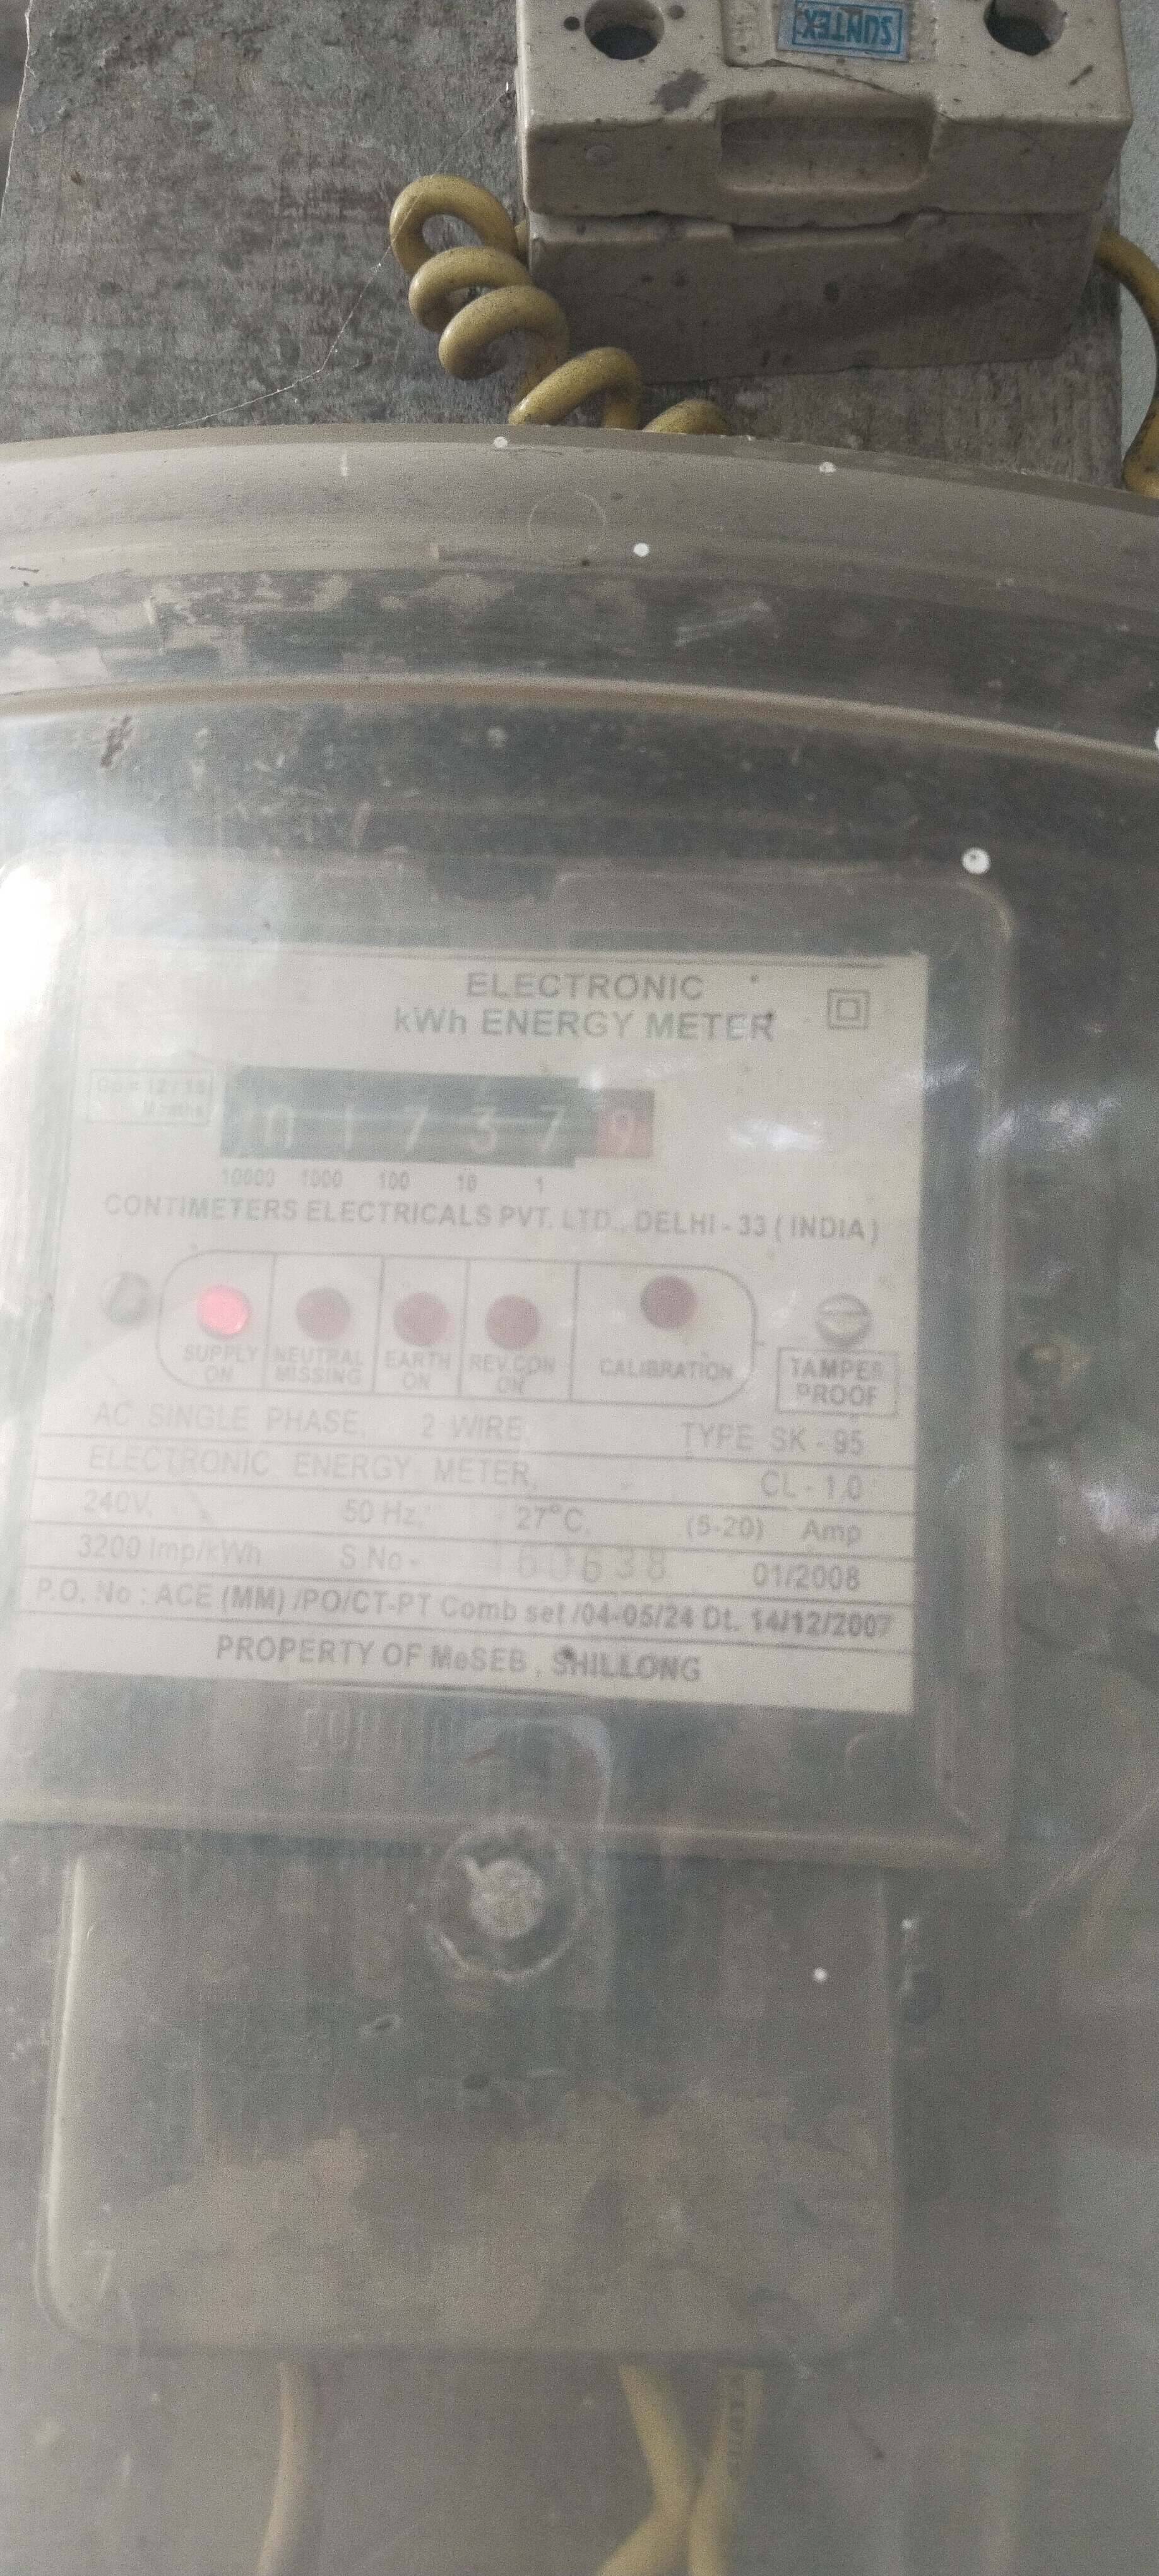 SUNTEX
ELECTRONIC
kWh ENERGY METER
0 1 7 3 7 9
10000 1000 100 10 1
CONTIMETERS ELECTRICALS PVT. LTD., DELHI - 33 ( INDIA )
SUPPLY ON
NEUTRAL MISSING
EARTH ON
REV.CON ON
CALIBRATION
TAMPER PROOF
AC SINGLE PHASE, 2 WIRE, TYPE SK - 95
ELECTRONIC ENERGY METER, CL - 1.0
240V, 50 Hz, 27°C, (5-20) Amp
3200 Imp/kWh S.No - 01/2008
P.O. No : ACE (MM) /PO/CT-PT Comb set /04-05/24 Dt. 14/12/2007
PROPERTY OF MeSEB , SHILLONG